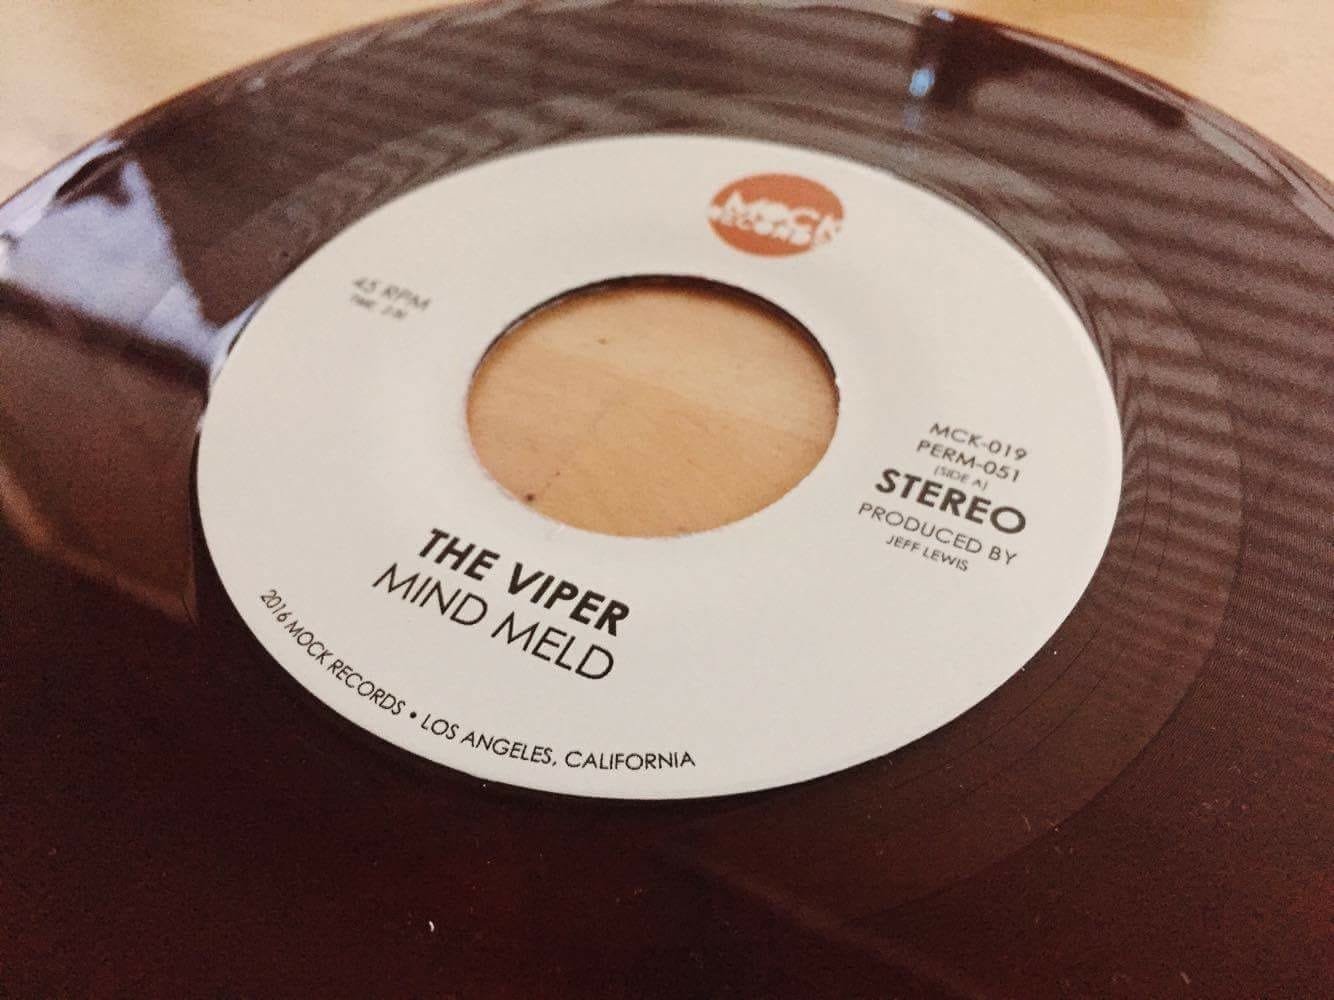 MOCK
RECORDS
45 RPM
MCK-019
PERM-051
(SIDE A)
STEREO
PRODUCED BY
JEFF LEWIS
THE VIPER
MIND MELD
2016 MOCK RECORDS • LOS ANGELES, CALIFORNIA